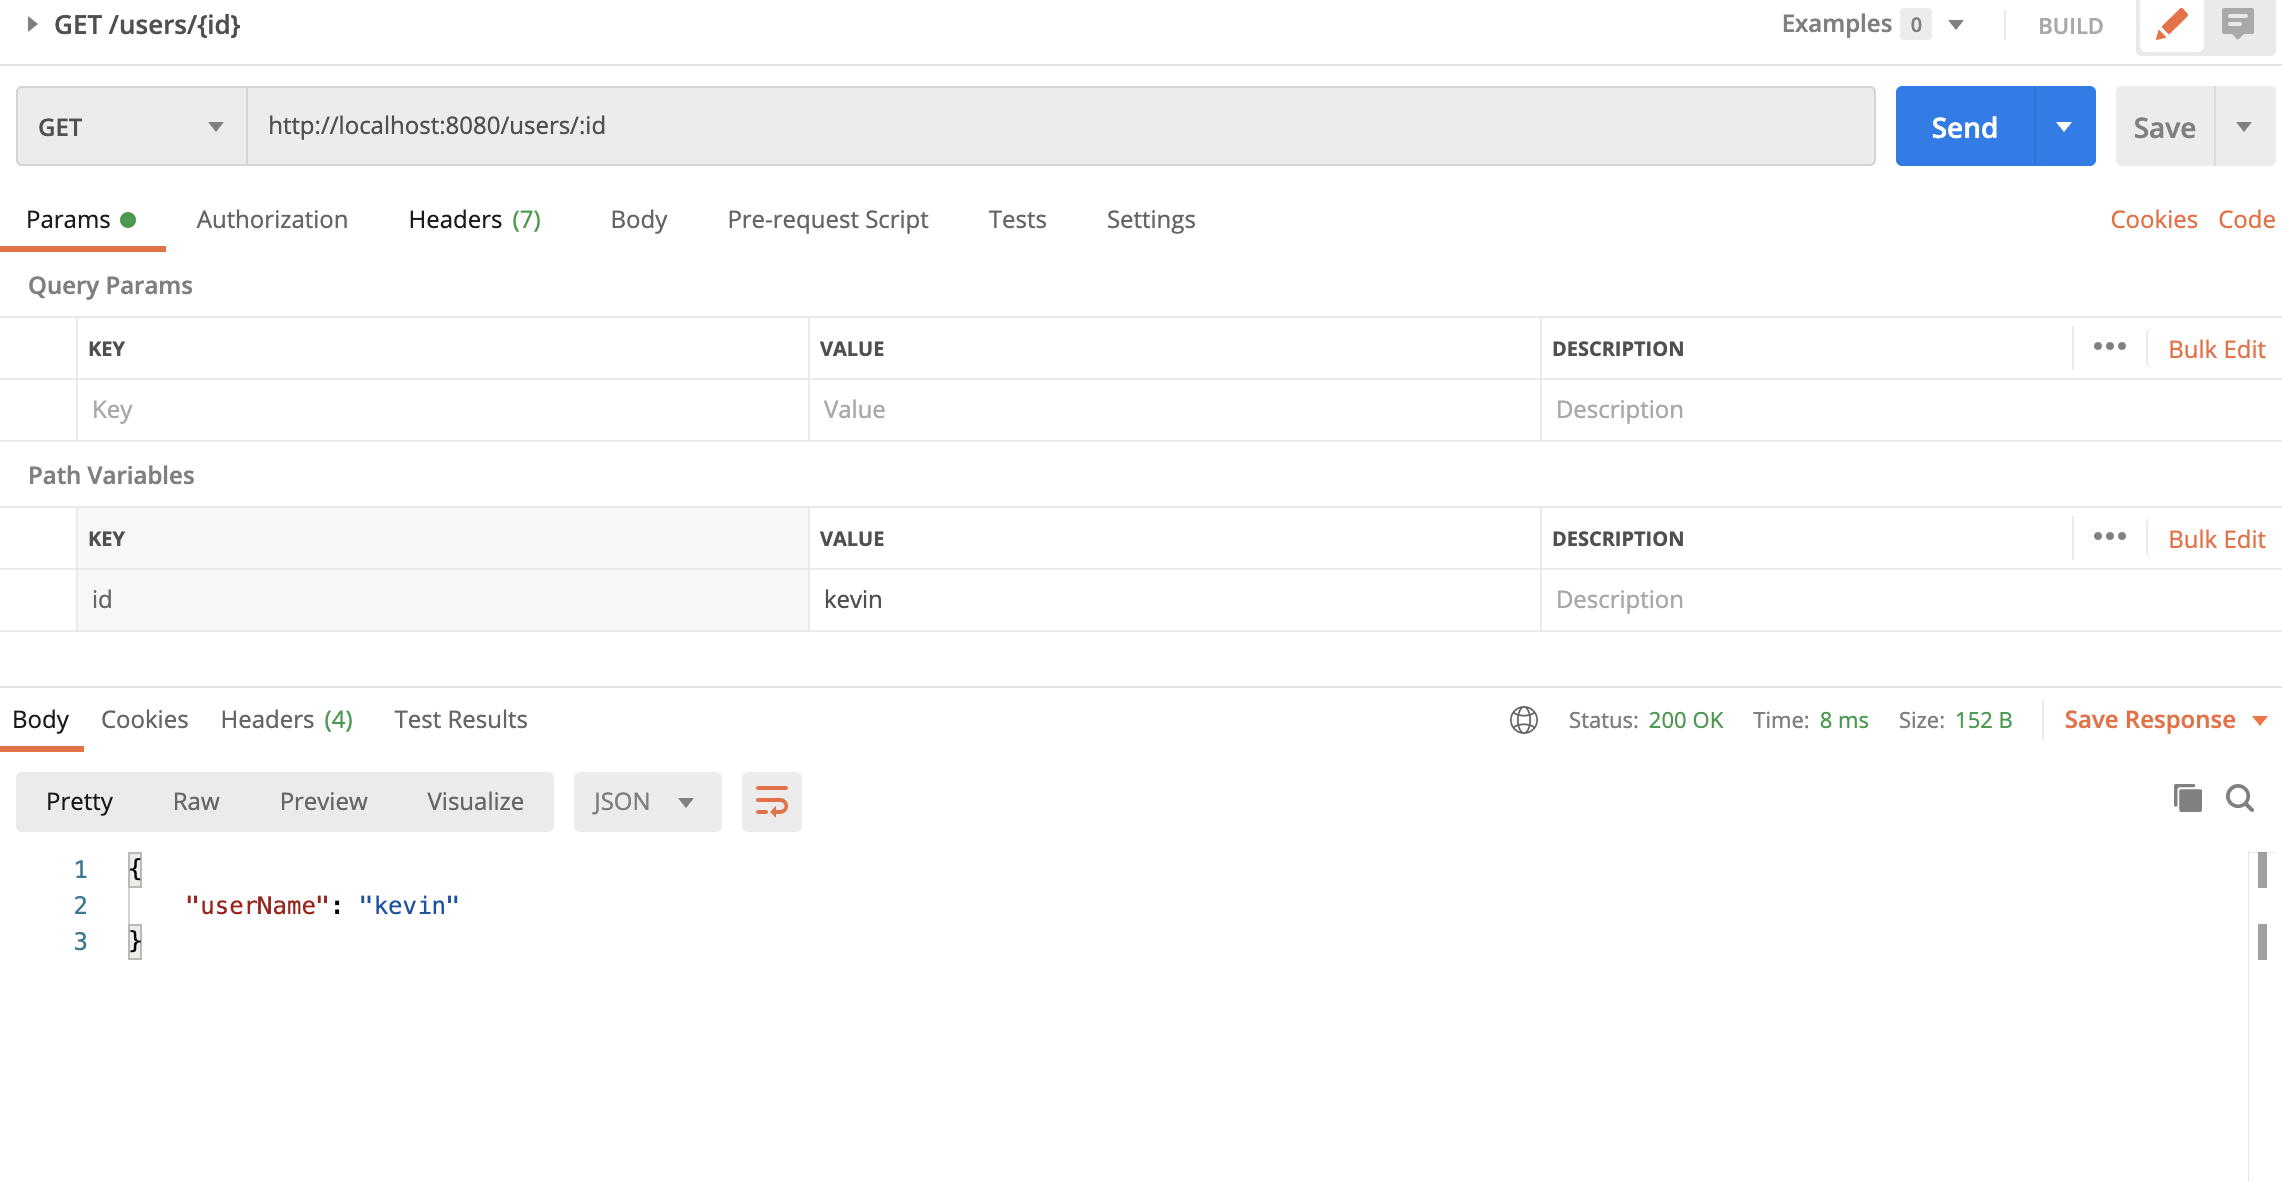 GET /users/{id}
Examples 0
BUILD
GET
http://localhost:8080/users/:id
Send
Save
Params
Authorization
Headers (7)
Body
Pre-request Script
Tests
Settings
Cookies
Code
Query Params
KEY
VALUE
DESCRIPTION
Bulk Edit
Key
Value
Description
Path Variables
KEY
VALUE
DESCRIPTION
Bulk Edit
id
kevin
Description
Body
Cookies
Headers (4)
Test Results
Status: 200 OK
Time: 8 ms
Size: 152 B
Save Response
Pretty
Raw
Preview
Visualize
JSON
1 {
2 "userName": "kevin"
3 }